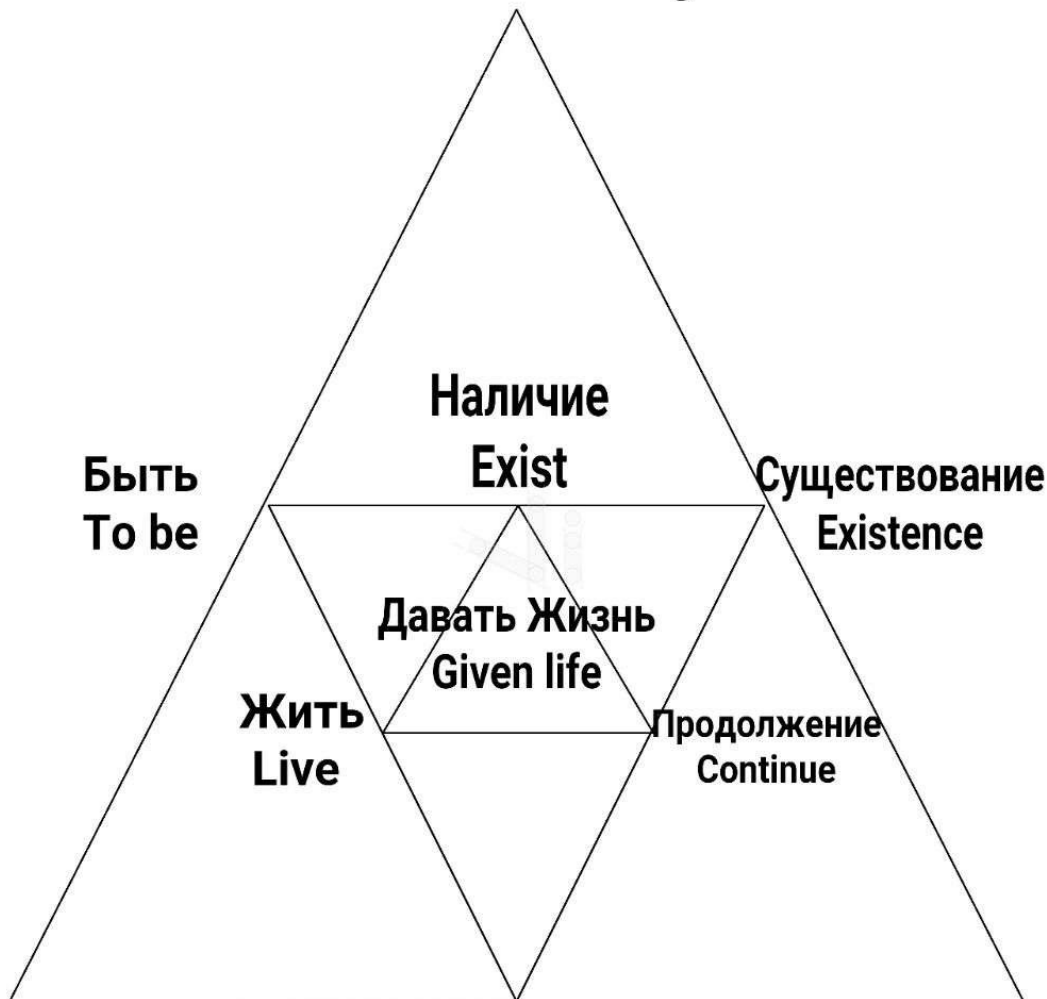 Наличие
Exist
Быть
To be
Существование
Existence
Давать Жизнь
Given life
Жить
Live
Продолжение
Continue